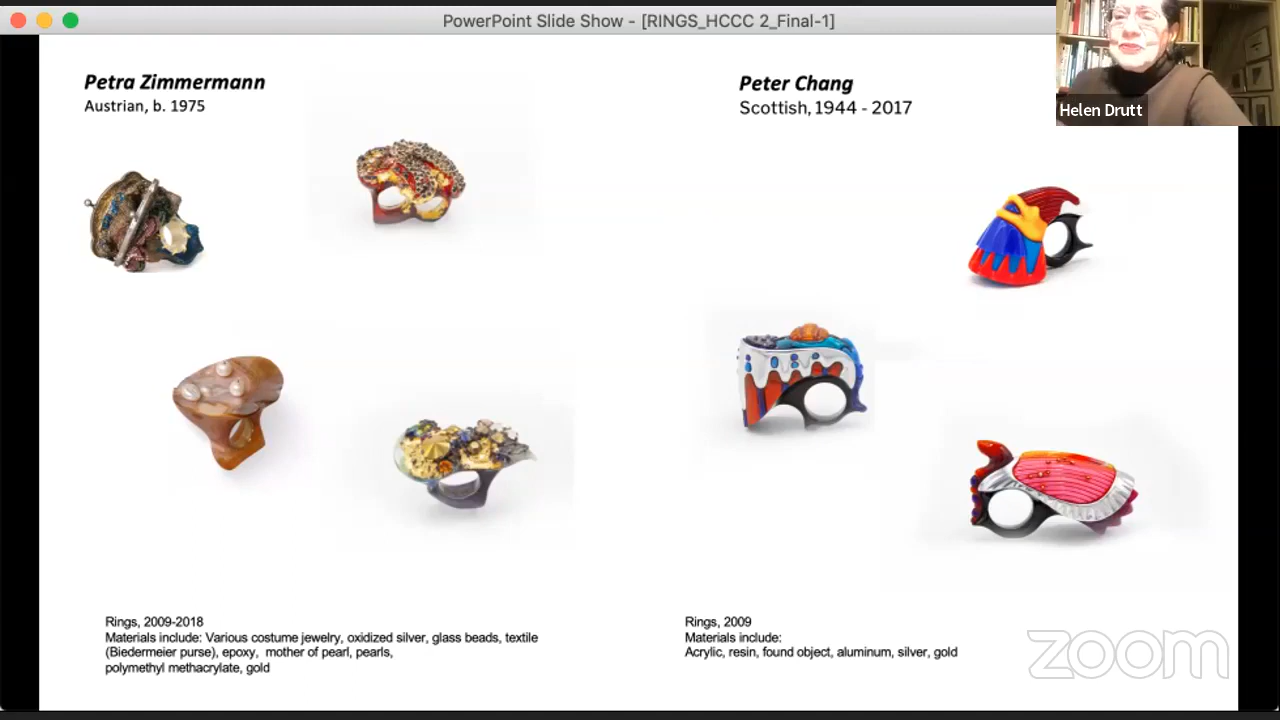 PowerPoint Slide Show - [RINGS_HCCC 2_Final-1]
Helen Drutt
Petra Zimmermann
Austrian, b. 1975
Peter Chang
Scottish, 1944 - 2017
Rings, 2009-2018
Materials include: Various costume jewelry, oxidized silver, glass beads, textile
(Biedermeier purse), epoxy, mother of pearl, pearls,
polymethyl methacrylate, gold
Rings, 2009
Materials include:
Acrylic, resin, found object, aluminum, silver, gold
zoom